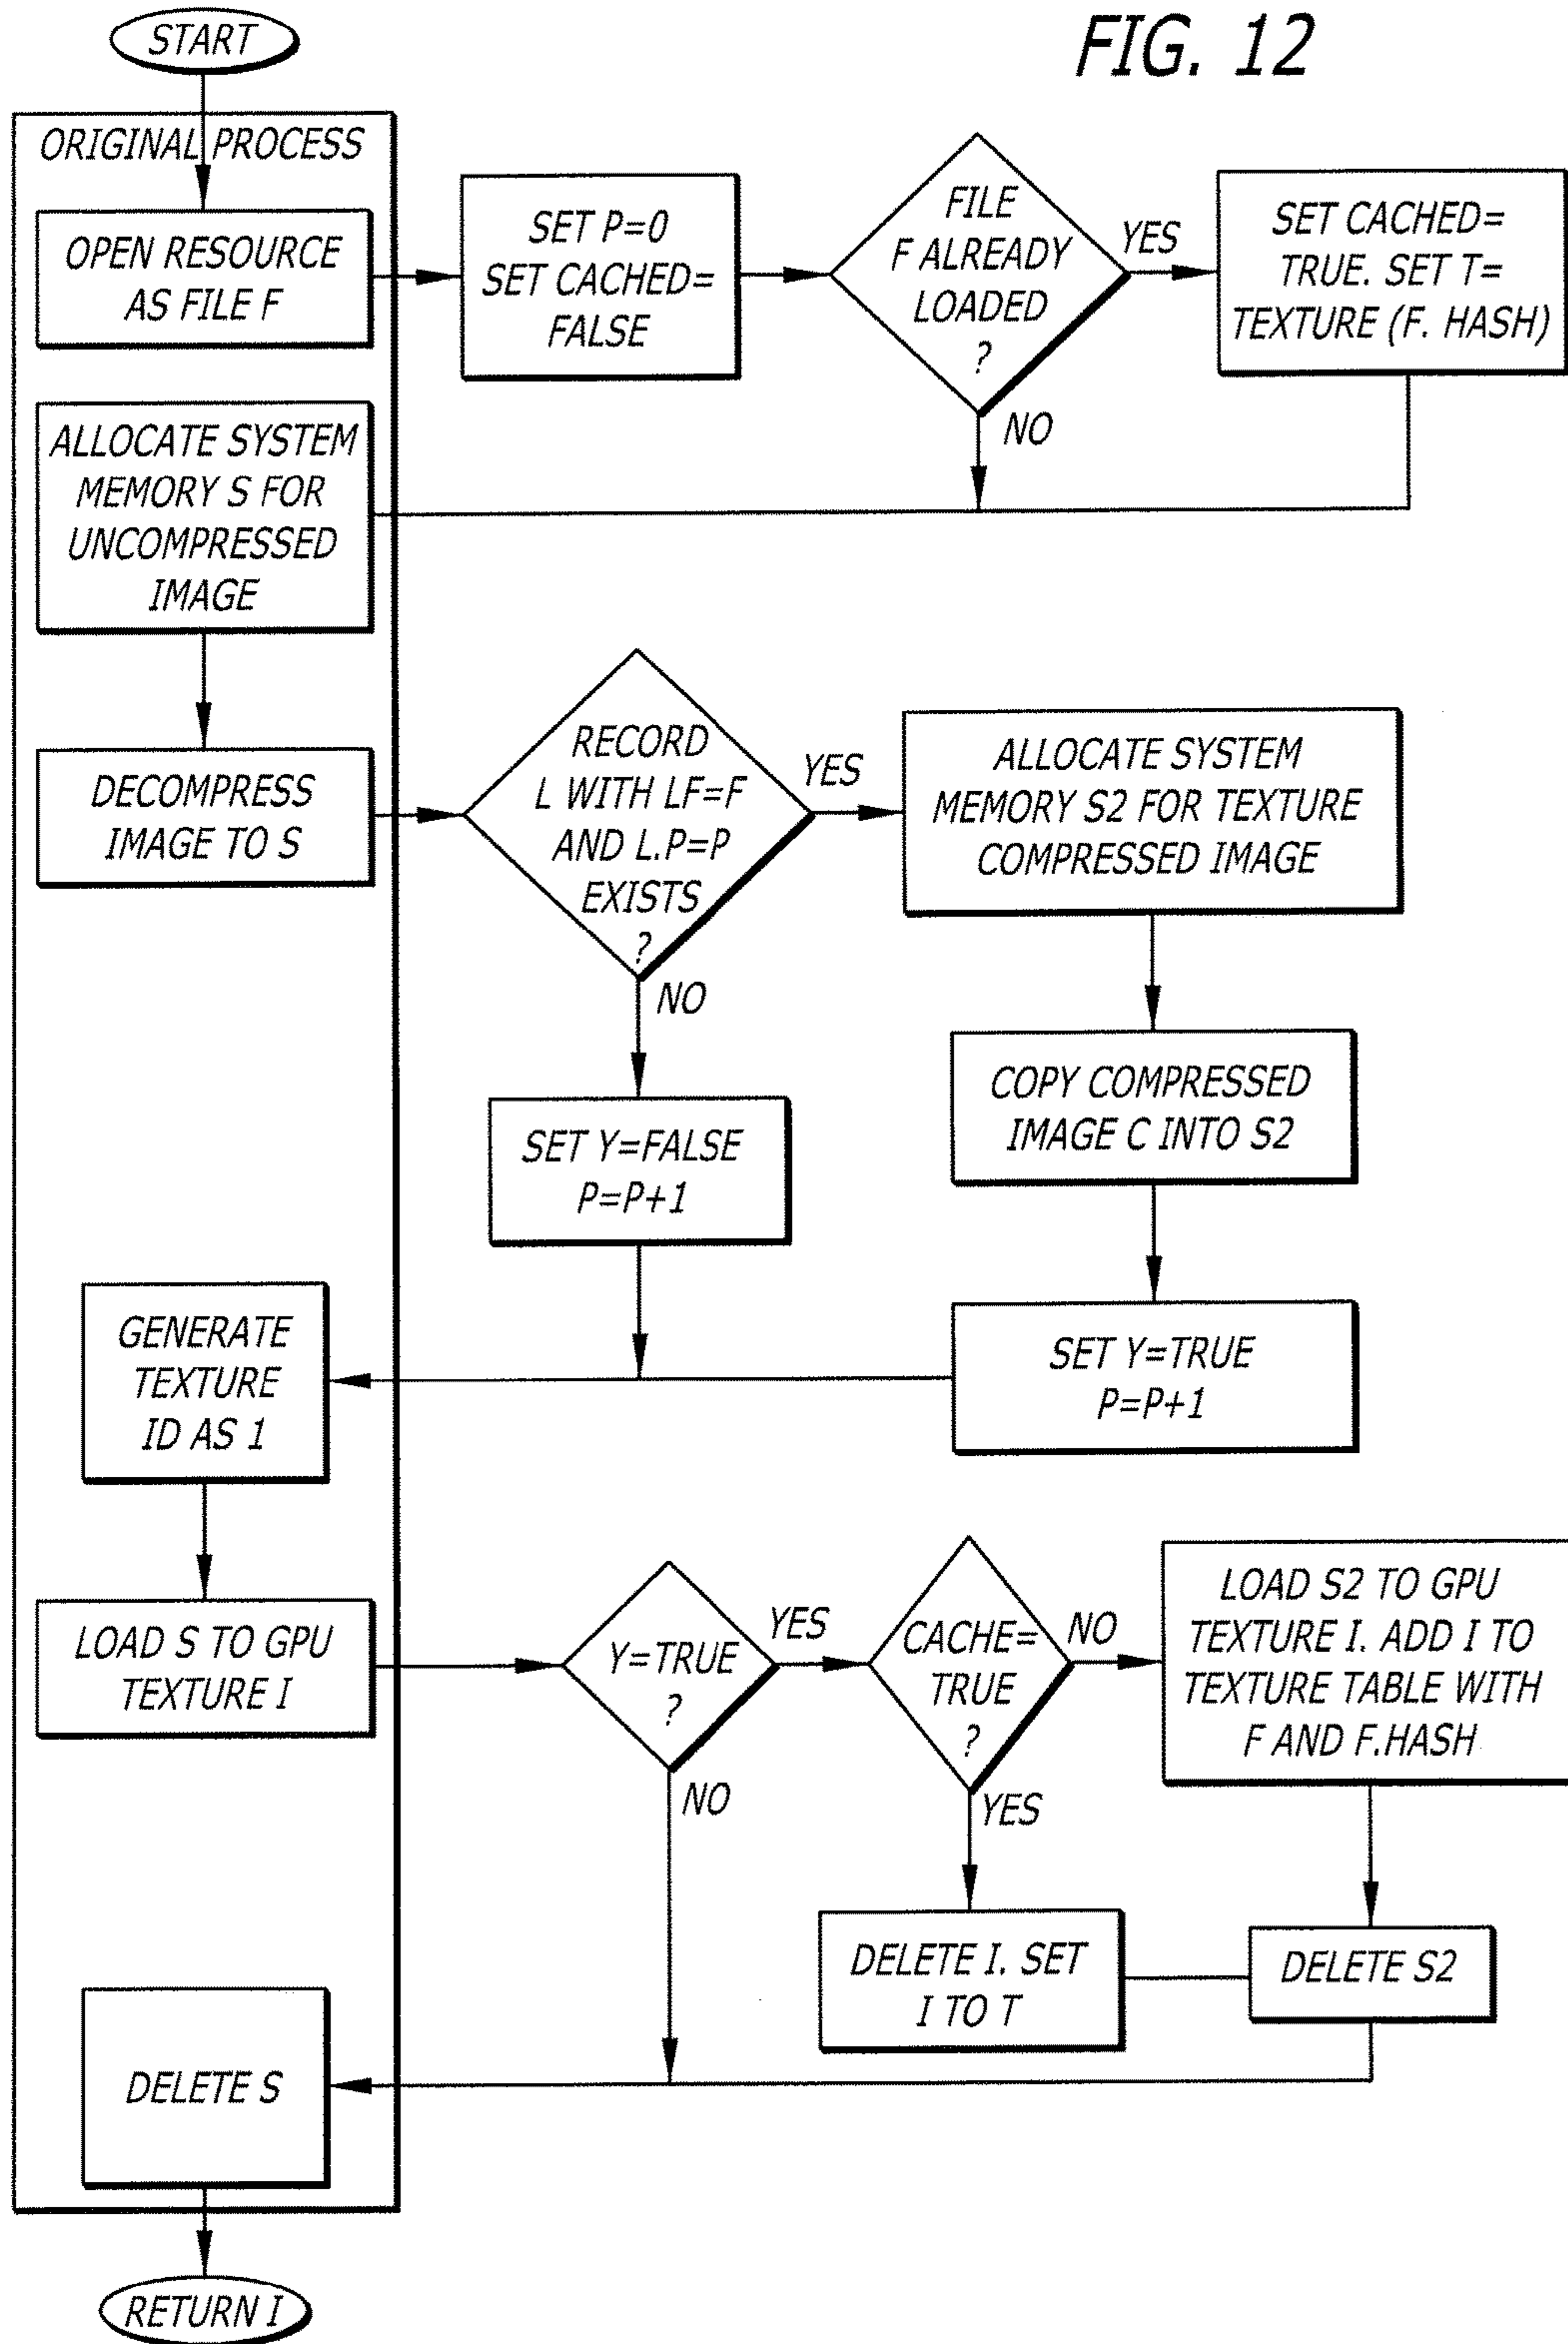 FIG. 12
START
ORIGINAL PROCESS
OPEN RESOURCE
AS FILE F
SET P=0
SET CACHED=
FALSE
FILE
F ALREADY
LOADED
?
YES
NO
SET CACHED=
TRUE. SET T=
TEXTURE (F. HASH)
ALLOCATE SYSTEM
MEMORY S FOR
UNCOMPRESSED
IMAGE
DECOMPRESS
IMAGE TO S
RECORD
L WITH LF=F
AND L.P=P
EXISTS
?
YES
NO
ALLOCATE SYSTEM
MEMORY S2 FOR TEXTURE
COMPRESSED IMAGE
COPY COMPRESSED
IMAGE C INTO S2
SET Y=FALSE
P=P+1
SET Y=TRUE
P=P+1
GENERATE
TEXTURE
ID AS 1
LOAD S TO GPU
TEXTURE I
Y=TRUE
?
YES
NO
CACHE=
TRUE
?
NO
YES
LOAD S2 TO GPU
TEXTURE I. ADD I TO
TEXTURE TABLE WITH
F AND F.HASH
DELETE I. SET
I TO T
DELETE S2
DELETE S
RETURN I